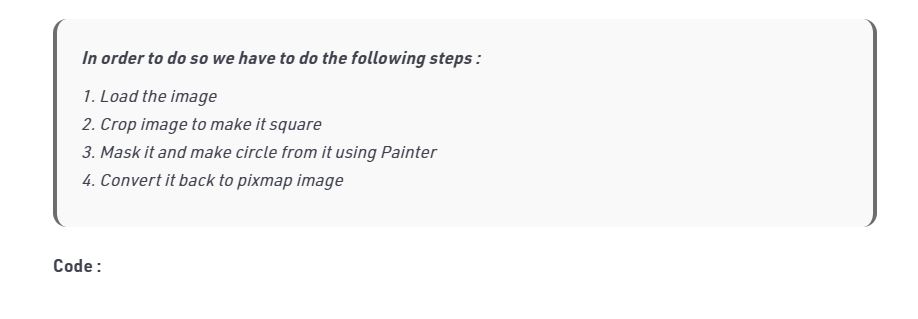 In order to do so we have to do the following steps :
1. Load the image
2. Crop image to make it square
3. Mask it and make circle from it using Painter
4. Convert it back to pixmap image
Code :